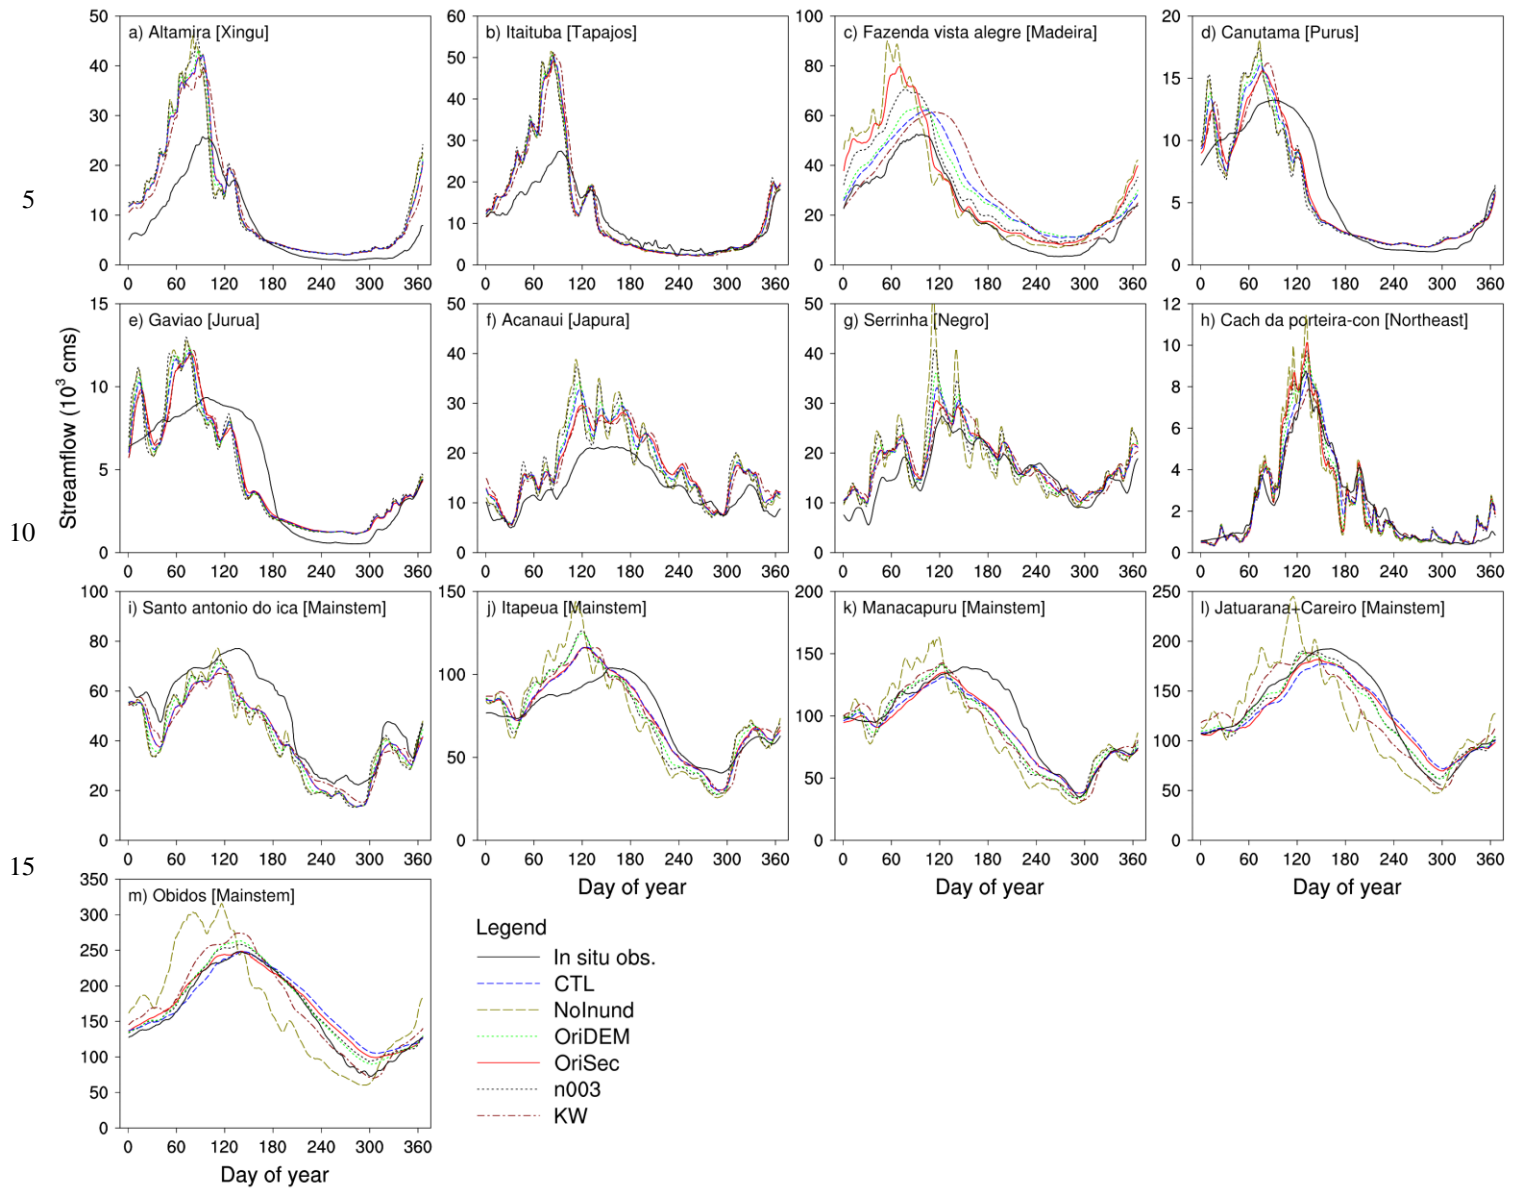 a) Altamira [Xingu]
b) Itaituba [Tapajos]
c) Fazenda vista alegre [Madeira]
d) Canutama [Purus]
50
40
30
20
10
0
0 60 120 180 240 300 360
60
50
40
30
20
10
0
0 60 120 180 240 300 360
100
80
60
40
20
0
0 60 120 180 240 300 360
20
15
10
5
0
0 60 120 180 240 300 360
5
e) Gaviao [Jurua]
f) Acanaui [Japura]
g) Serrinha [Negro]
h) Cach da porteira-con [Northeast]
Streamflow (10³ cms)
15
10
5
0
0 60 120 180 240 300 360
50
40
30
20
10
0
0 60 120 180 240 300 360
50
40
30
20
10
0
0 60 120 180 240 300 360
12
10
8
6
4
2
0
0 60 120 180 240 300 360
10
i) Santo antonio do ica [Mainstem]
j) Itapeua [Mainstem]
k) Manacapuru [Mainstem]
l) Jatuarana+Careiro [Mainstem]
100
80
60
40
20
0
0 60 120 180 240 300 360
150
100
50
0
0 60 120 180 240 300 360
Day of year
200
150
100
50
0
0 60 120 180 240 300 360
Day of year
250
200
150
100
50
0
0 60 120 180 240 300 360
Day of year
15
m) Obidos [Mainstem]
350
300
250
200
150
100
50
0
0 60 120 180 240 300 360
Day of year
Legend
In situ obs.
CTL
NoInund
OriDEM
OriSec
n003
KW